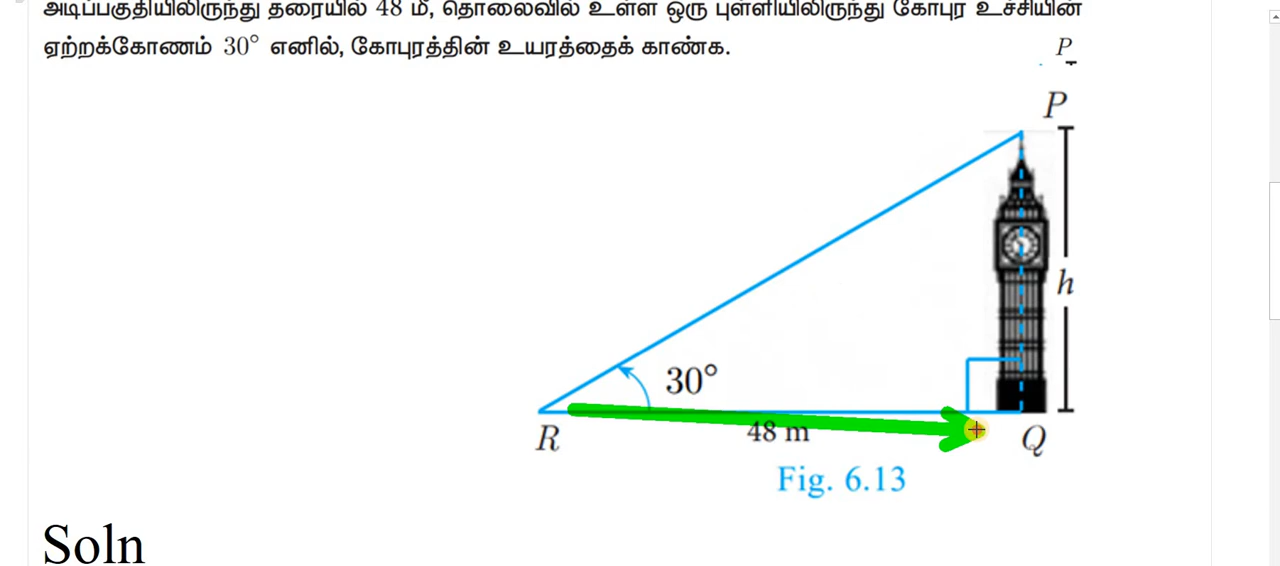 அடிப்பகுதியிலிருந்து தரையில் 48 மீ, தொலைவில் உள்ள ஒரு புள்ளியிலிருந்து கோபுர உச்சியின்
ஏற்றக்கோணம் 30° எனில், கோபுரத்தின் உயரத்தைக் காண்க.
P
P
h
30°
48 m
R
Q
Fig. 6.13
Soln